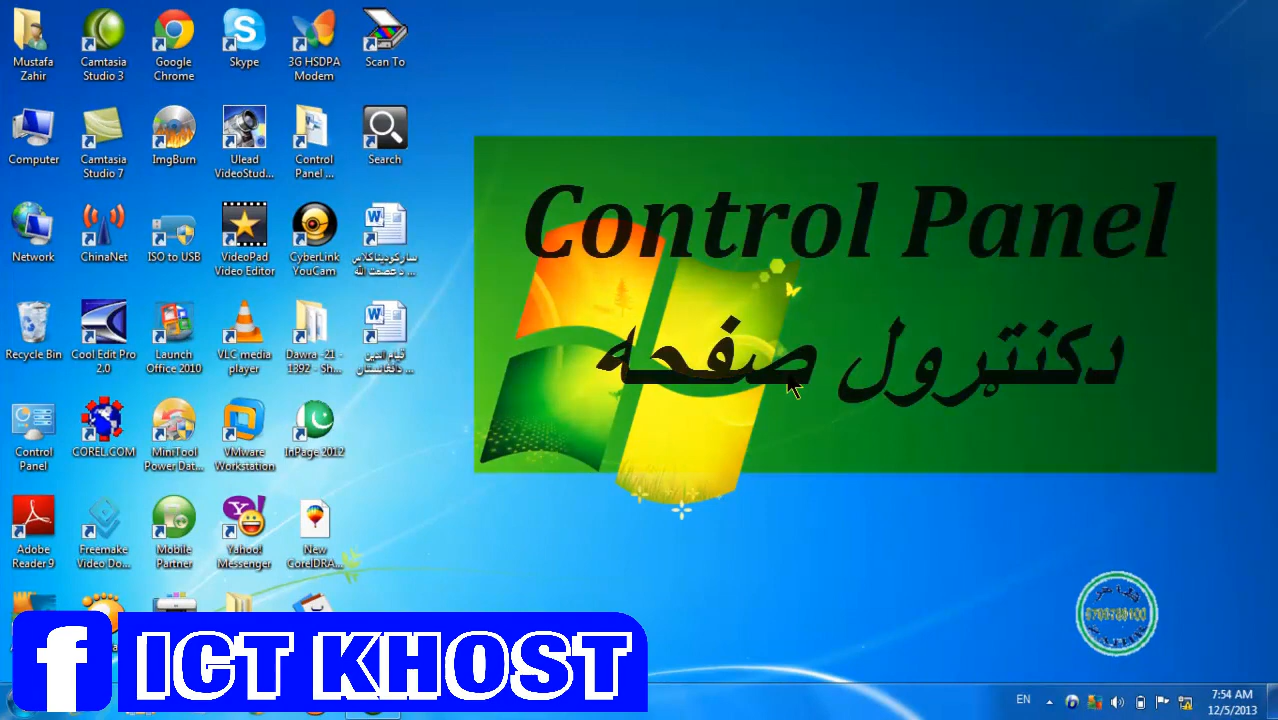 Mustafa Zahir
Camtasia Studio 3
Google Chrome
Skype
3G HSDPA Modem
Scan To
Computer
Camtasia Studio 7
ImgBurn
Ulead VideoStud...
Control Panel ...
Search
Network
ChinaNet
ISO to USB
VideoPad Video Editor
CyberLink YouCam
Recycle Bin
Cool Edit Pro 2.0
Launch Office 2010
VLC media player
Dawra -21 - 1392 - Sh...
Control Panel
COREL.COM
MiniTool Power Dat...
VMware Workstation
InPage 2012
Adobe Reader 9
Freemake Video Do...
Mobile Partner
Yahoo! Messenger
New CorelDRA...
Control Panel
دکنټرول صفحه
f ICT KHOST
EN
7:54 AM
12/5/2013